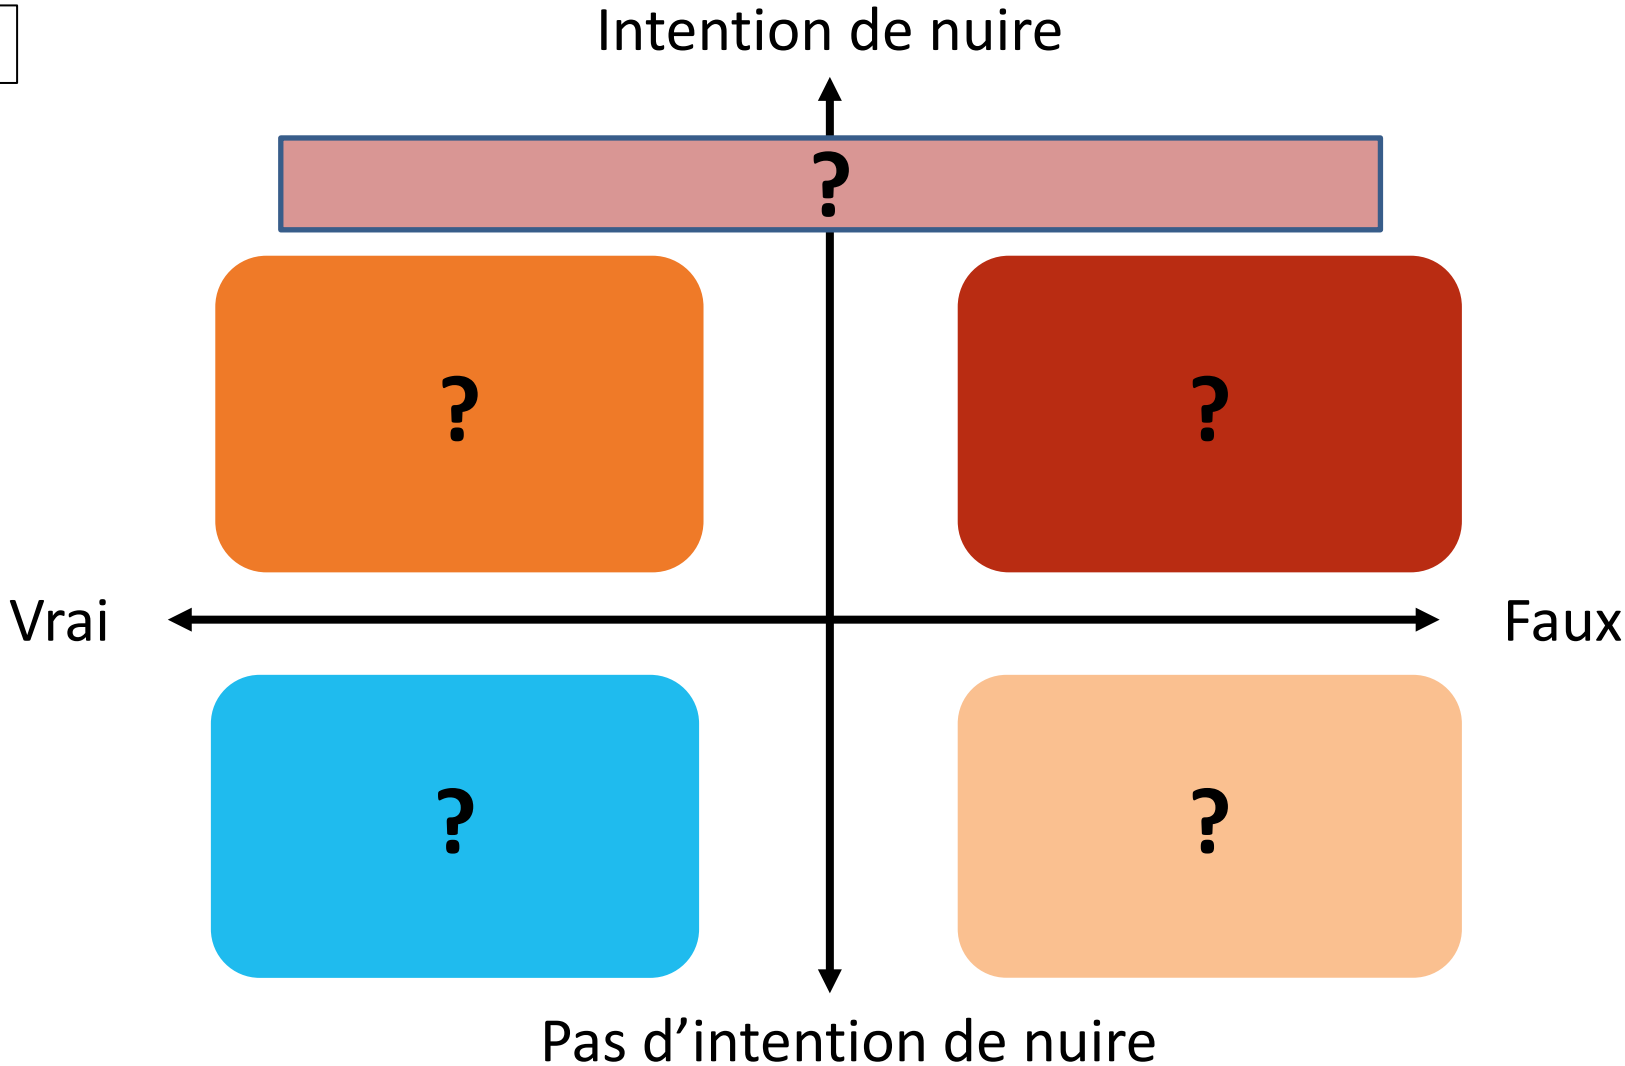 Intention de nuire
?
?
?
Vrai
Faux
?
?
Pas d’intention de nuire